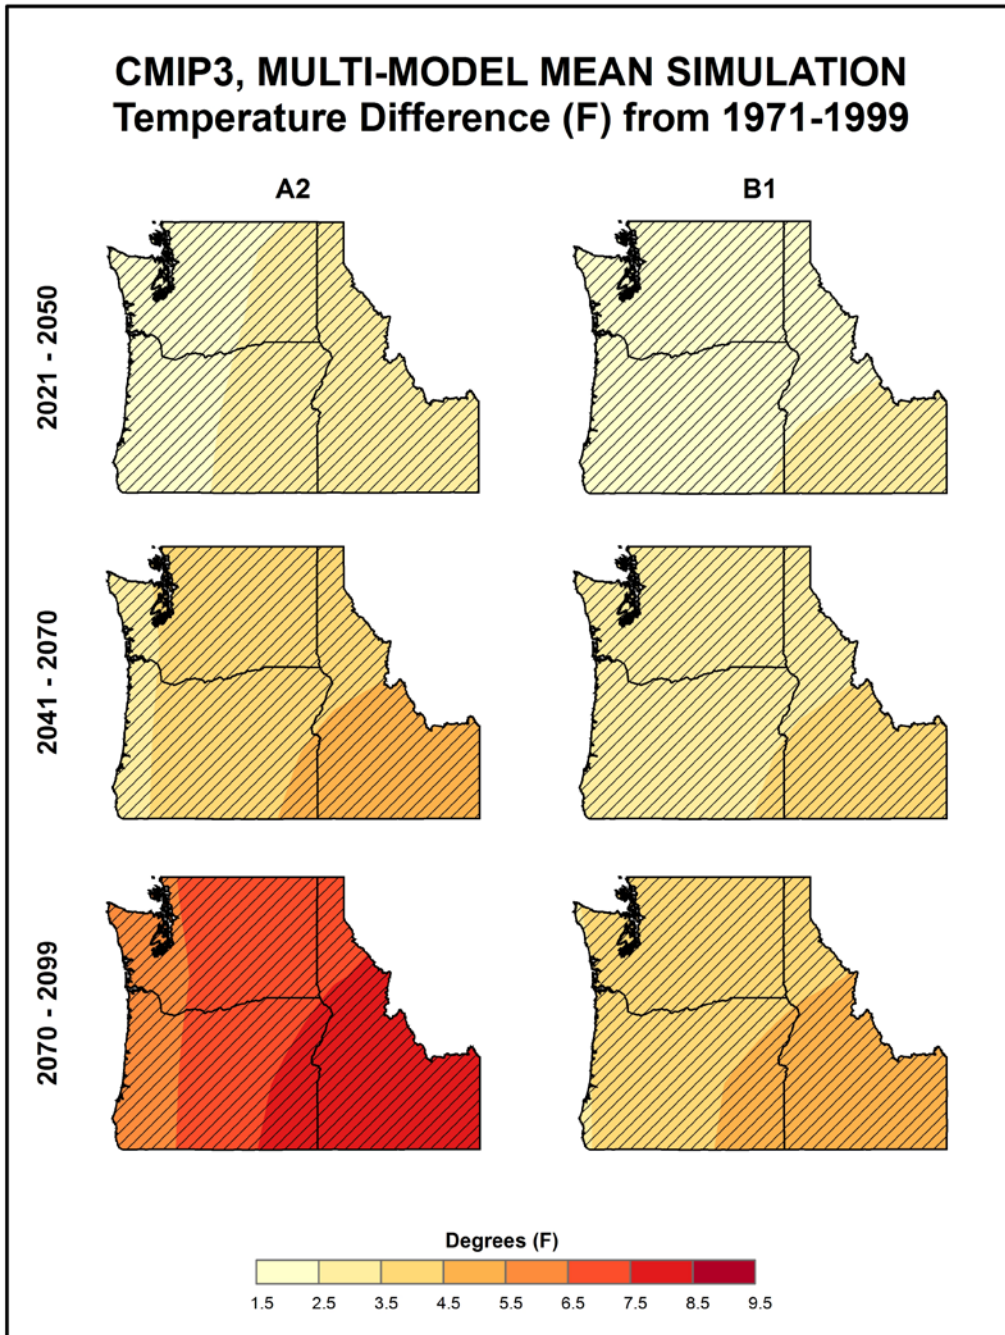 CMIP3, MULTI-MODEL MEAN SIMULATION
Temperature Difference (F) from 1971-1999
A2
B1
2021 - 2050
2041 - 2070
2070 - 2099
Degrees (F)
1.5 2.5 3.5 4.5 5.5 6.5 7.5 8.5 9.5